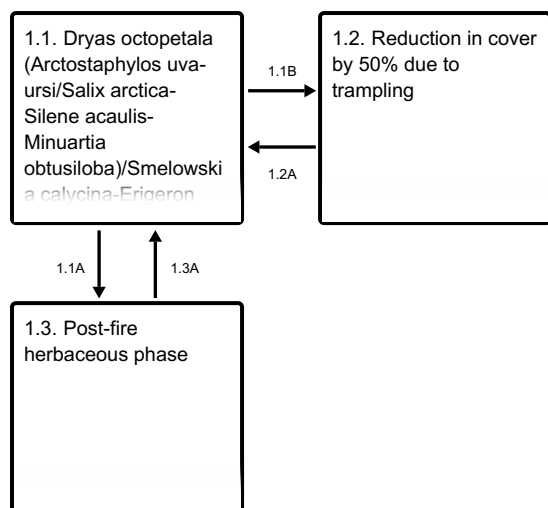 1.1. Dryas octopetala
(Arctostaphylos uva-
ursi/Salix arctica-
Silene acaulis-
Minuartia
obtusiloba)/Smelowski
a calycina-Erigeron
1.1B
1.2A
1.2. Reduction in cover
by 50% due to
trampling
1.1A
1.3A
1.3. Post-fire
herbaceous phase